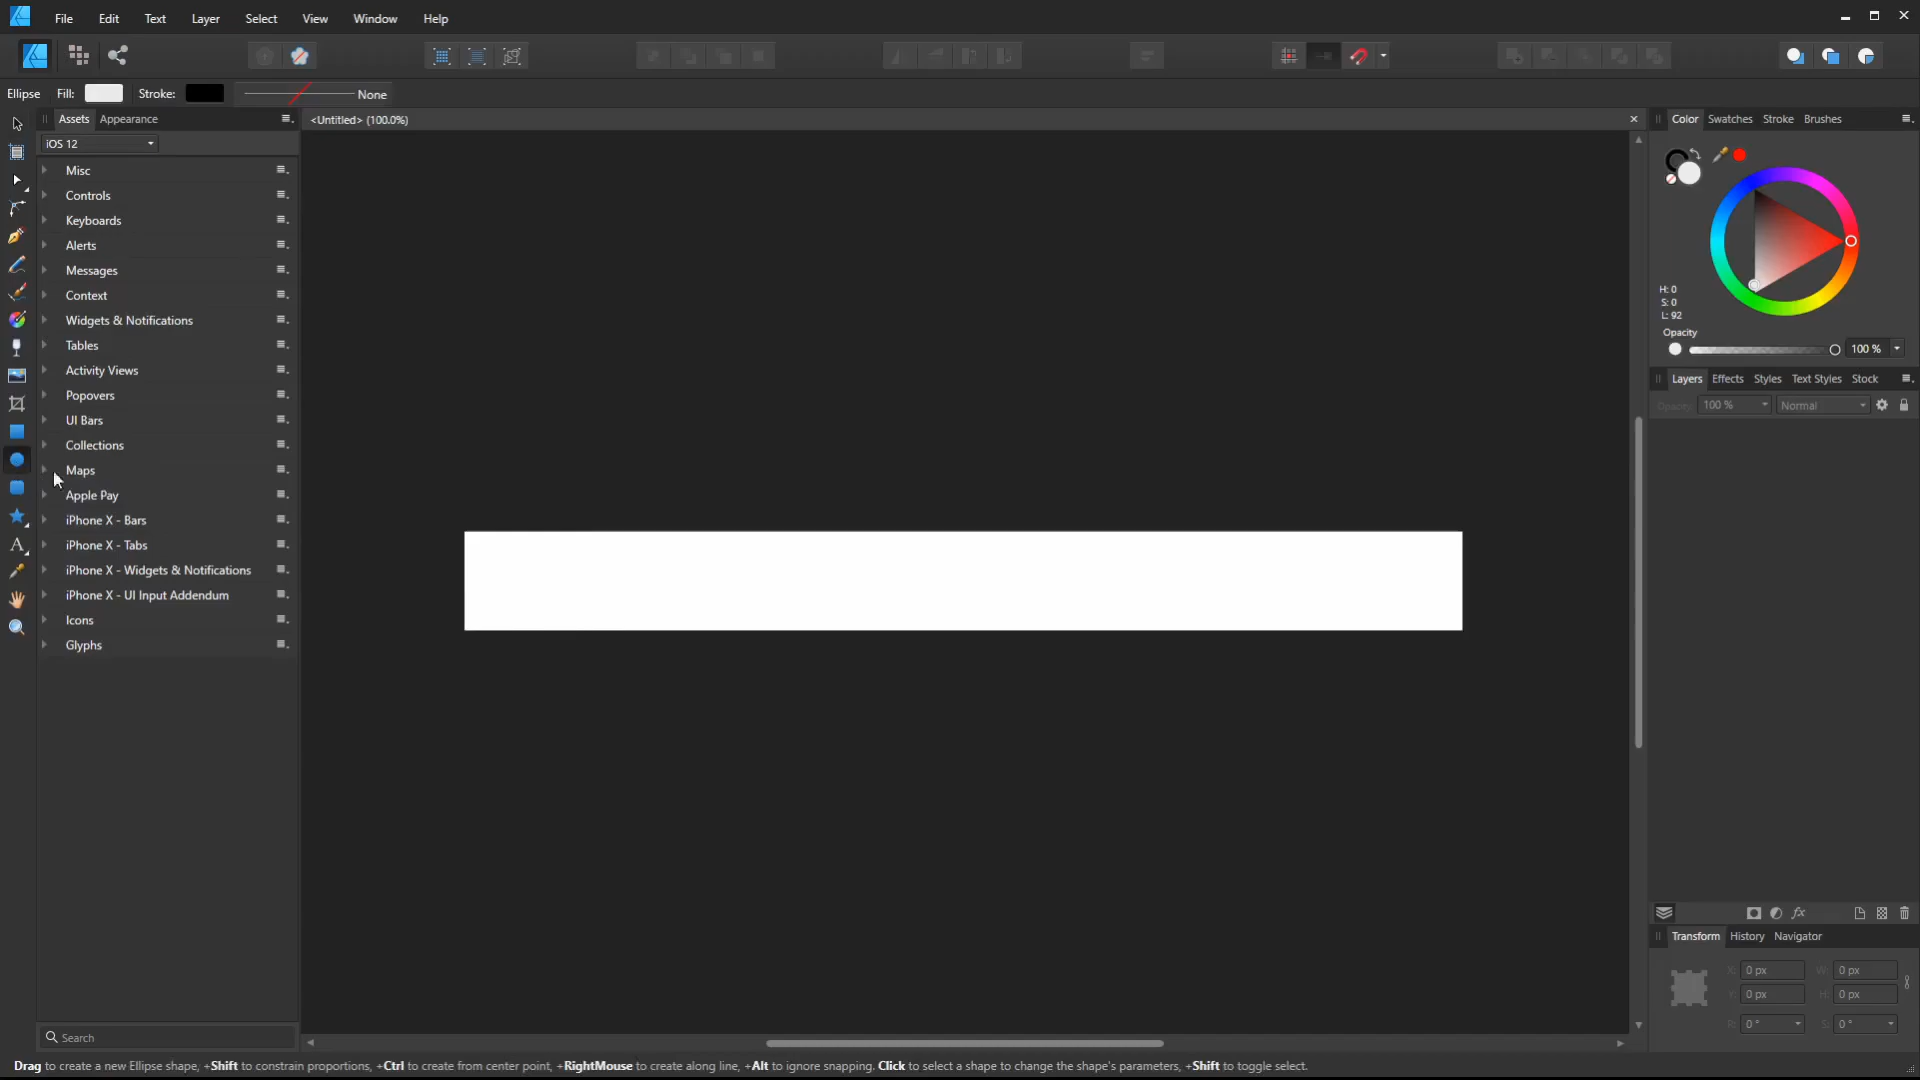 File Edit Text Layer Select View Window Help
Ellipse Fill: Stroke: None
Assets Appearance
<Untitled> (100.0%)
Color Swatches Stroke Brushes
iOS 12
Misc
Controls
Keyboards
Alerts
Messages
Context
Widgets & Notifications
Tables
Activity Views
Popovers
UI Bars
Collections
Maps
Apple Pay
iPhone X - Bars
iPhone X - Tabs
iPhone X - Widgets & Notifications
iPhone X - UI Input Addendum
Icons
Glyphs
Search
H: 0
S: 0
L: 92
Opacity
100 %
Layers Effects Styles Text Styles Stock
Opacity: 100 % Normal
fx
Transform History Navigator
X: 0 px W: 0 px
Y: 0 px H: 0 px
R: 0 ° S: 0 °
Drag to create a new Ellipse shape, +Shift to constrain proportions, +Ctrl to create from center point, +RightMouse to create along line, +Alt to ignore snapping. Click to select a shape to change the shape's parameters, +Shift to toggle select.